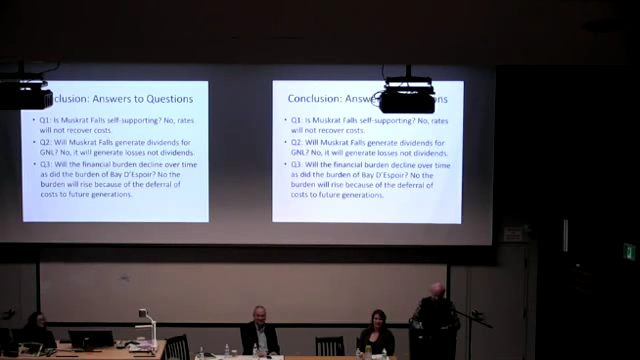 clusion: Answers to Questions
• Q1: Is Muskrat Falls self-supporting? No, rates
will not recover costs.
• Q2: Will Muskrat Falls generate dividends for
GNL? No, it will generate losses not dividends.
• Q3: Will the financial burden decline over time
as did the burden of Bay D'Espoir? No the
burden will rise because of the deferral of
costs to future generations.
Conclusion: Answe ons
• Q1: Is Muskrat Falls self-supporting? No, rates
will not recover costs.
• Q2: Will Muskrat Falls generate dividends for
GNL? No, it will generate losses not dividends.
• Q3: Will the financial burden decline over time
as did the burden of Bay D'Espoir? No the
burden will rise because of the deferral of
costs to future generations.